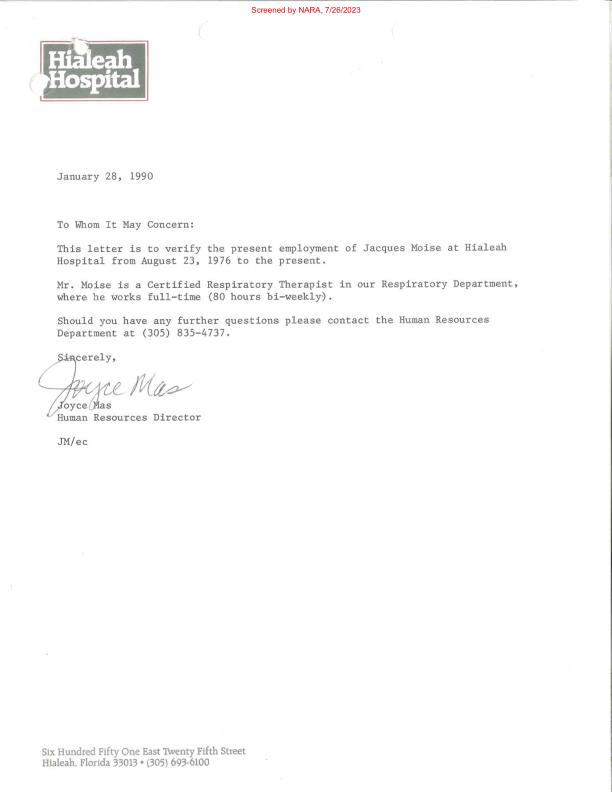 Screened by NARA, 7/26/2023
Hialeah
Hospital
January 28, 1990
To Whom It May Concern:
This letter is to verify the present employment of Jacques Moise at Hialeah
Hospital from August 23, 1976 to the present.
Mr. Moise is a Certified Respiratory Therapist in our Respiratory Department,
where he works full-time (80 hours bi-weekly).
Should you have any further questions please contact the Human Resources
Department at (305) 835-4737.
Sincerely,
Joyce Mas
Joyce Mas
Human Resources Director
JM/ec
Six Hundred Fifty One East Twenty Fifth Street
Hialeah, Florida 33013 • (305) 693-6100